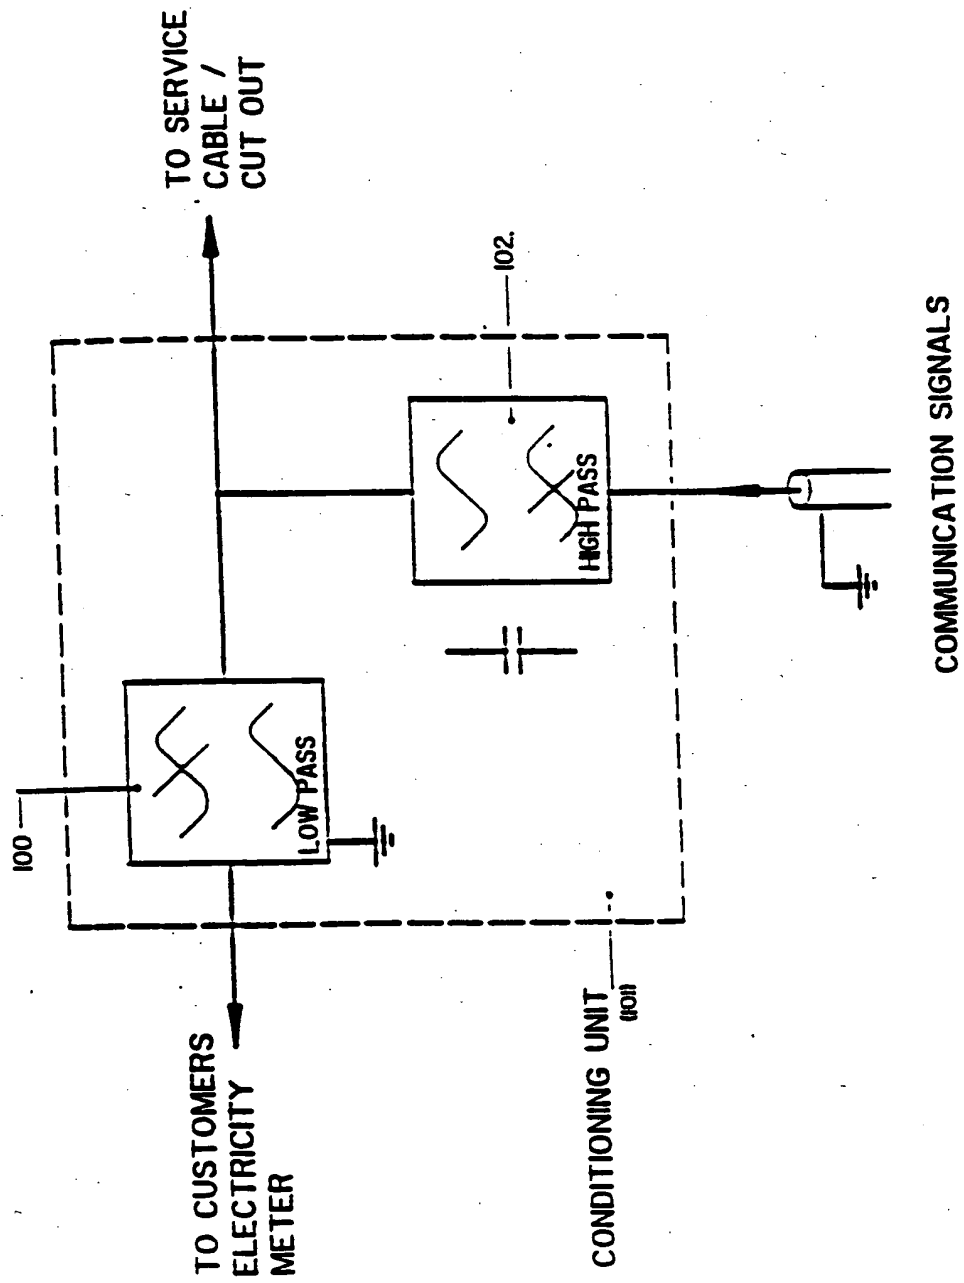 100
TO SERVICE
CABLE /
CUT OUT
LOW PASS
TO CUSTOMERS
ELECTRICITY
METER
102.
HIGH PASS
CONDITIONING UNIT
(101)
COMMUNICATION SIGNALS